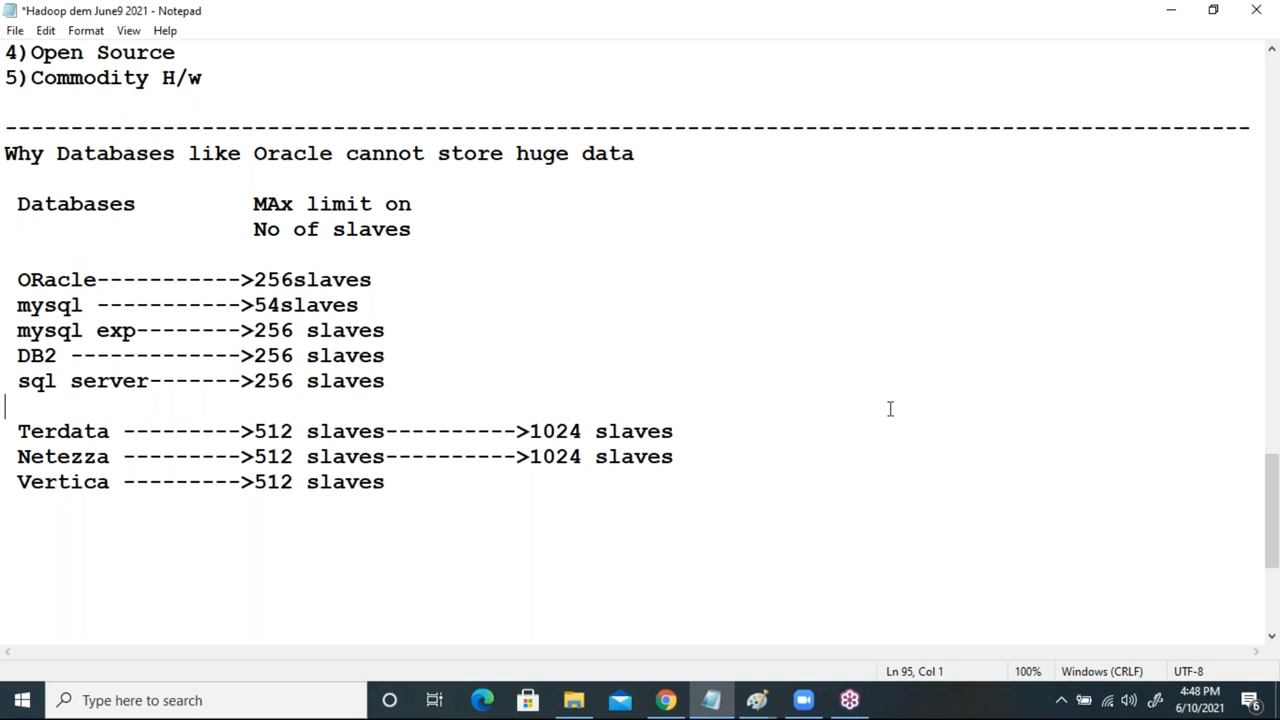 *Hadoop dem June9 2021 - Notepad
File Edit Format View Help
4)Open Source
5)Commodity H/w
-----------------------------------------------------------------------------------------------
Why Databases like Oracle cannot store huge data
Databases MAx limit on
No of slaves
ORacle----------->256slaves
mysql ----------->54slaves
mysql exp-------->256 slaves
DB2 ------------->256 slaves
sql server------->256 slaves
Terdata --------->512 slaves---------->1024 slaves
Netezza --------->512 slaves---------->1024 slaves
Vertica --------->512 slaves
Ln 95, Col 1 100% Windows (CRLF) UTF-8
Type here to search
4:48 PM
6/10/2021
6